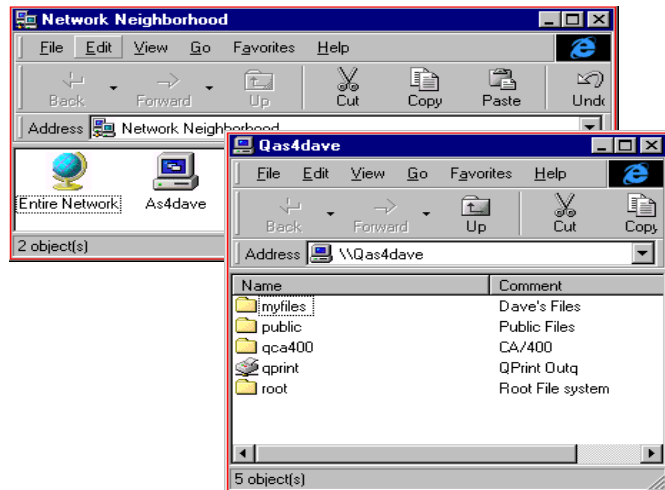 Network Neighborhood
File Edit View Go Favorites Help
Back Forward Up Cut Copy Paste Undo
Address Network Neighborhood
Entire Network As4dave
2 object(s)
Qas4dave
File Edit View Go Favorites Help
Back Forward Up Cut Copy
Address \\Qas4dave
Name Comment
myfiles Dave's Files
public Public Files
qca400 CA/400
qprint QPrint Outq
root Root File system
5 object(s)